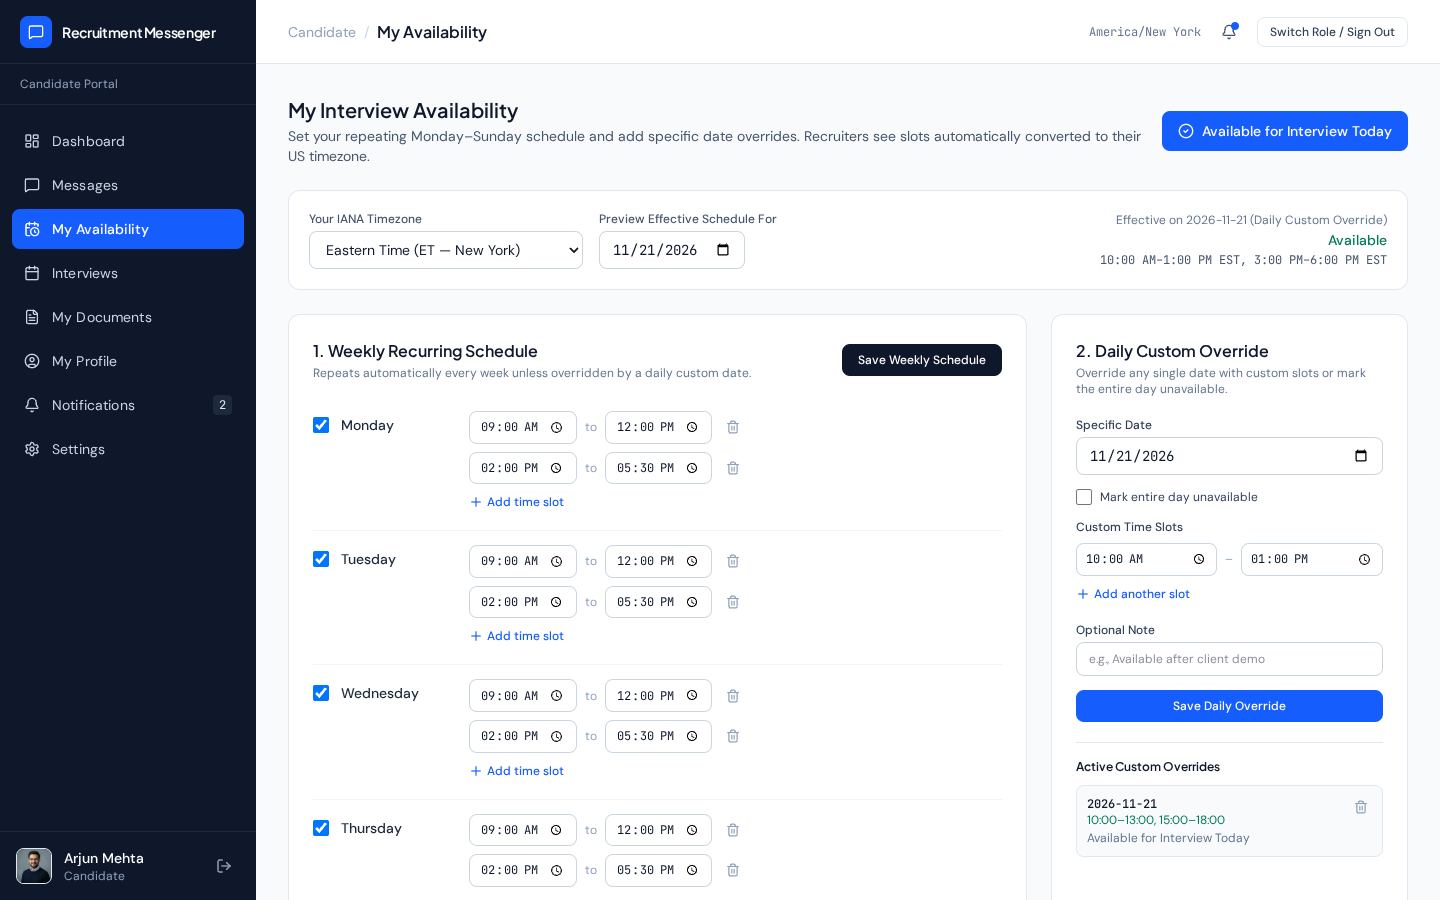 Recruitment Messenger
Candidate Portal
Dashboard
Messages
My Availability
Interviews
My Documents
My Profile
Notifications 2
Settings
Arjun Mehta
Candidate
Candidate / My Availability
America/New York
Switch Role / Sign Out
My Interview Availability
Set your repeating Monday–Sunday schedule and add specific date overrides. Recruiters see slots automatically converted to their
US timezone.
Available for Interview Today
Your IANA Timezone
Eastern Time (ET — New York)
Preview Effective Schedule For
11/21/2026
Effective on 2026-11-21 (Daily Custom Override)
Available
10:00 AM–1:00 PM EST, 3:00 PM–6:00 PM EST
1. Weekly Recurring Schedule
Repeats automatically every week unless overridden by a daily custom date.
Save Weekly Schedule
Monday
09:00 AM to 12:00 PM
02:00 PM to 05:30 PM
+ Add time slot
Tuesday
09:00 AM to 12:00 PM
02:00 PM to 05:30 PM
+ Add time slot
Wednesday
09:00 AM to 12:00 PM
02:00 PM to 05:30 PM
+ Add time slot
Thursday
09:00 AM to 12:00 PM
02:00 PM to 05:30 PM
2. Daily Custom Override
Override any single date with custom slots or mark
the entire day unavailable.
Specific Date
11/21/2026
Mark entire day unavailable
Custom Time Slots
10:00 AM – 01:00 PM
+ Add another slot
Optional Note
e.g., Available after client demo
Save Daily Override
Active Custom Overrides
2026-11-21
10:00–13:00, 15:00–18:00
Available for Interview Today